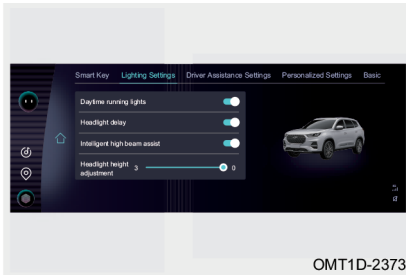 Smart Key Lighting Settings Driver Assistance Settings Personalized Settings Basic
Daytime running lights
Headlight delay
Intelligent high beam assist
Headlight height
adjustment 3 0
OMT1D-2373